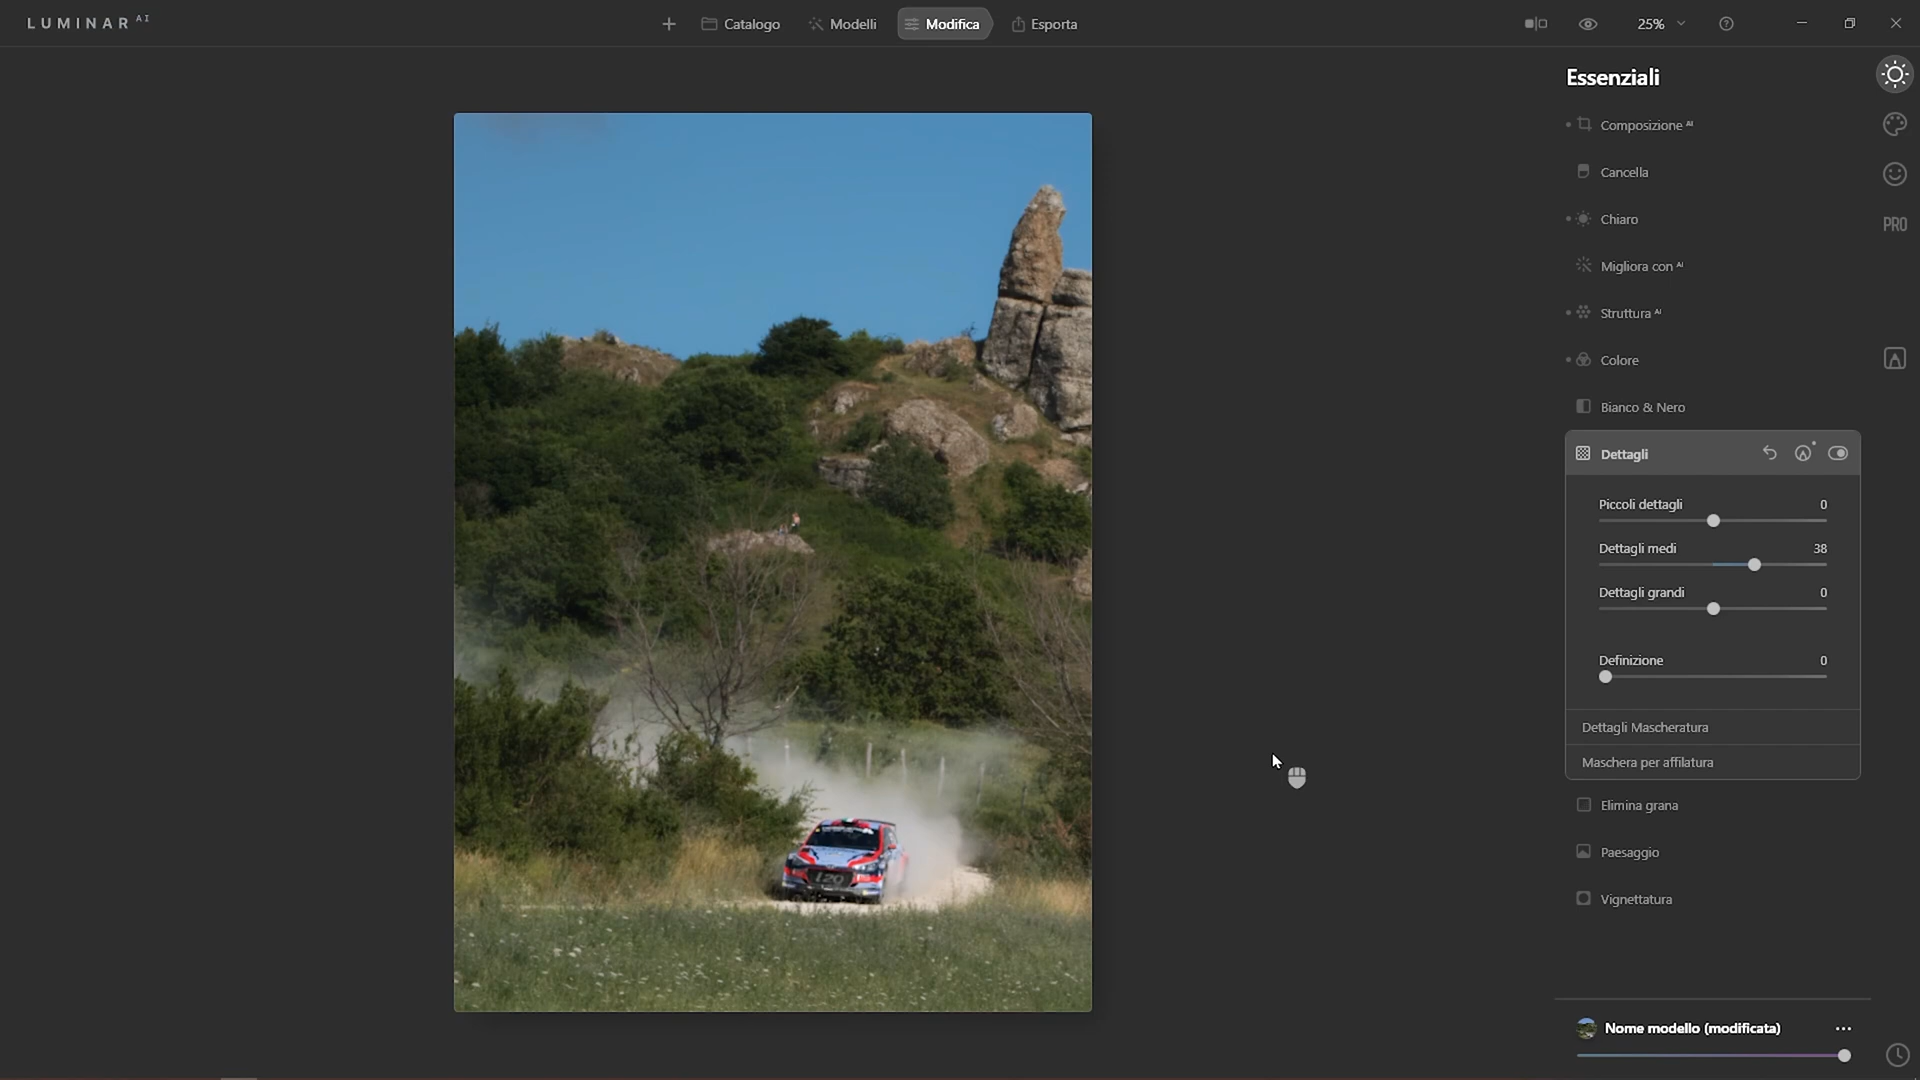 LUMINAR AI
Catalogo
Modelli
Modifica
Esporta
25%
Essenziali
Composizione AI
Cancella
Chiaro
Migliora con AI
Struttura AI
Colore
Bianco & Nero
PRO
Dettagli
Piccoli dettagli 0
Dettagli medi 38
Dettagli grandi 0
Definizione 0
Dettagli Mascheratura
Maschera per affilatura
Elimina grana
Paesaggio
Vignettatura
Nome modello (modificata)
i20